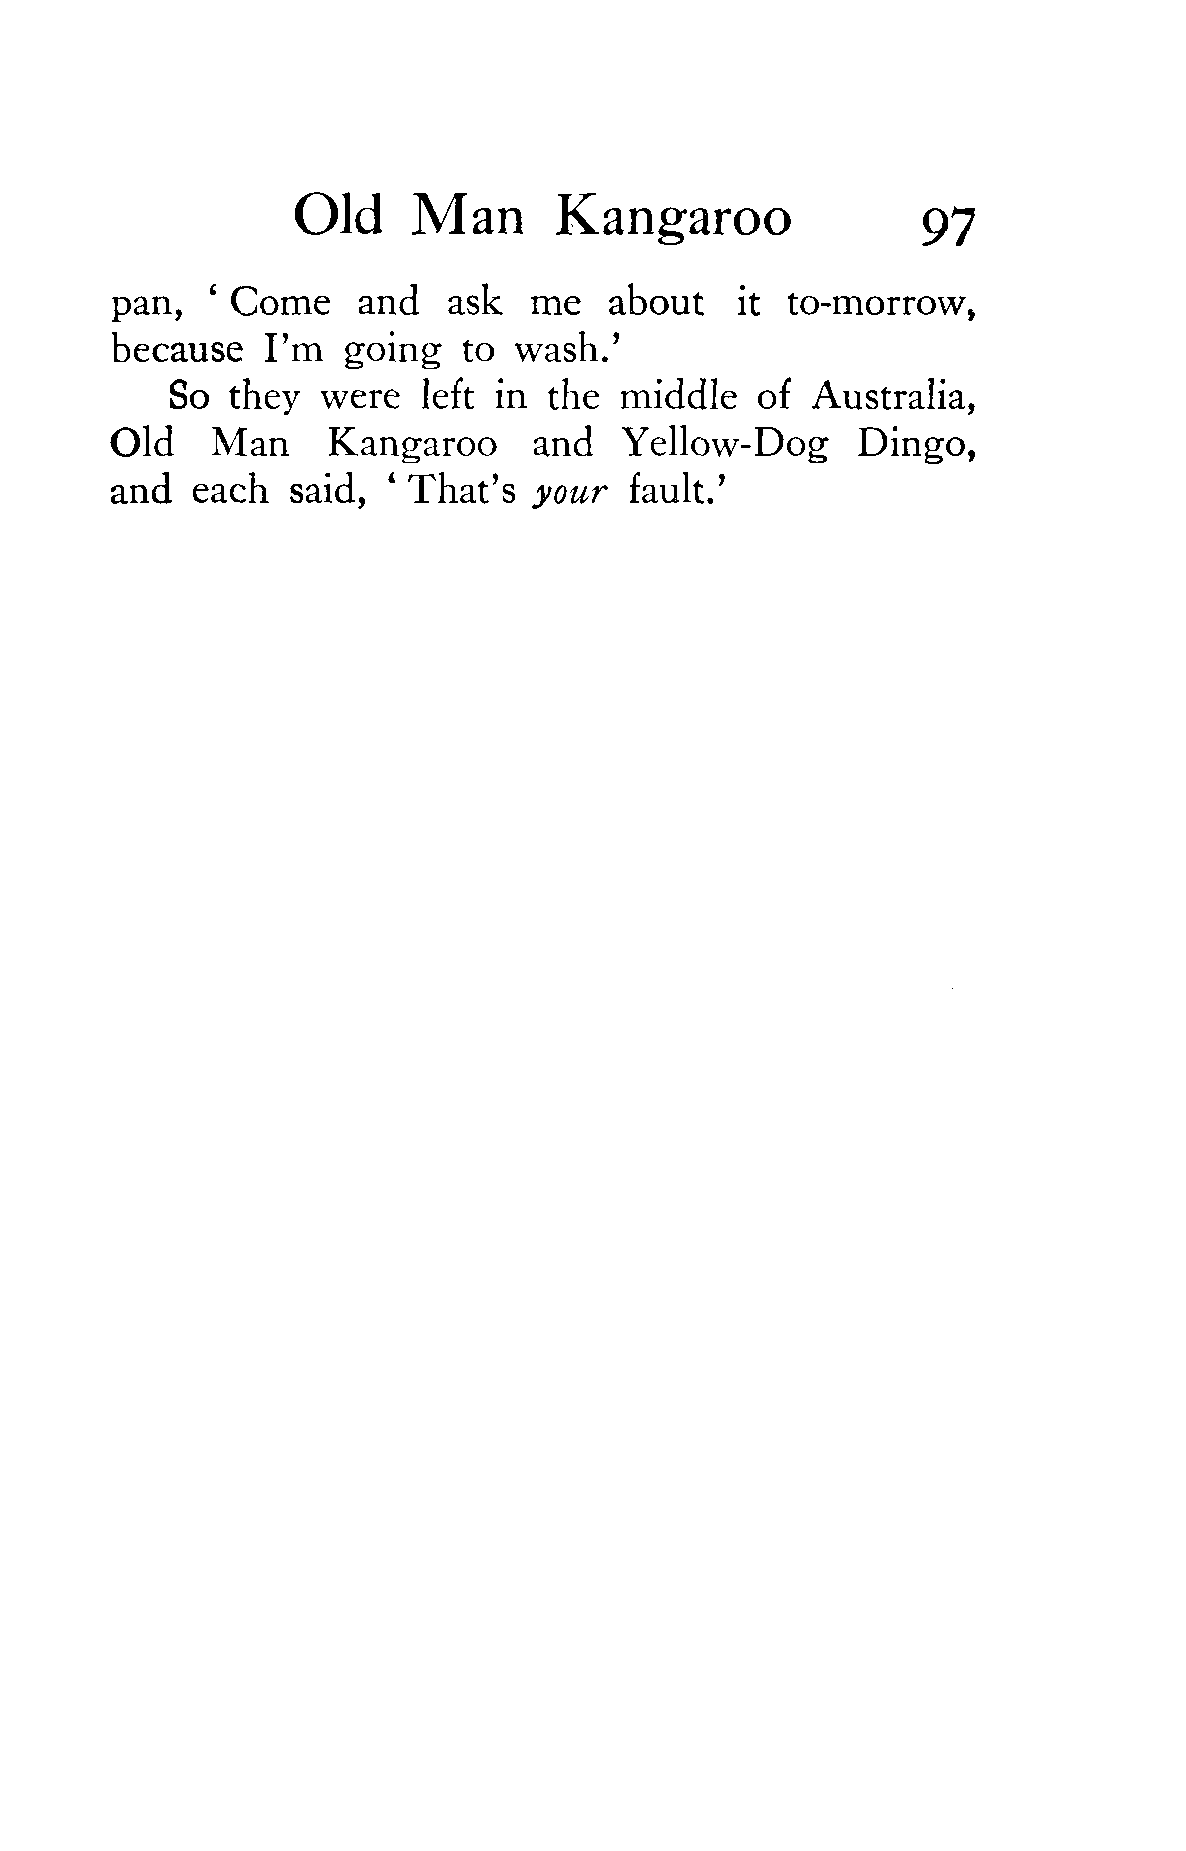 Old Man Kangaroo 97
pan, ‘ Come and ask me about it to-morrow,
because I’m going to wash.’
So they were left in the middle of Australia,
Old Man Kangaroo and Yellow-Dog Dingo,
and each said, ‘ That’s your fault.’